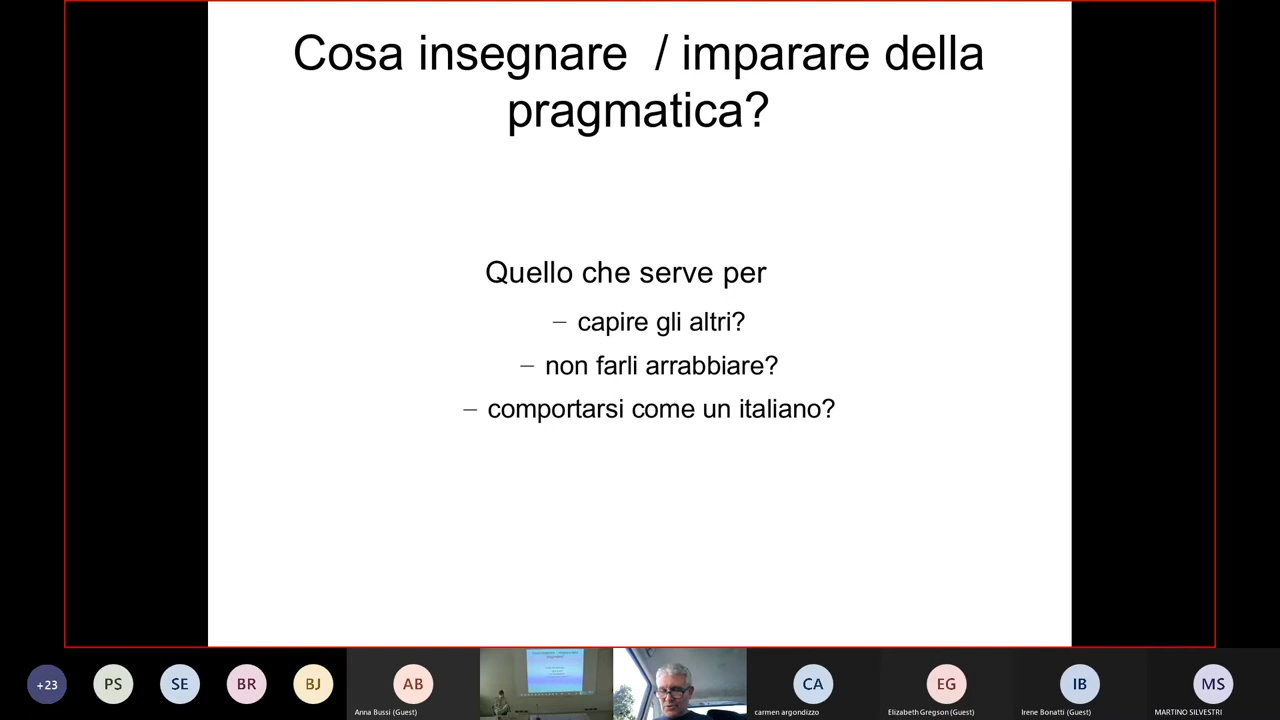 Cosa insegnare / imparare della
pragmatica?
Quello che serve per
– capire gli altri?
– non farli arrabbiare?
– comportarsi come un italiano?
+23
PS
SE
BR
BJ
AB
Anna Bussi (Guest)
CA
carmen argondizzo
EG
Elizabeth Gregson (Guest)
IB
Irene Bonatti (Guest)
MS
MARTINO SILVESTRI